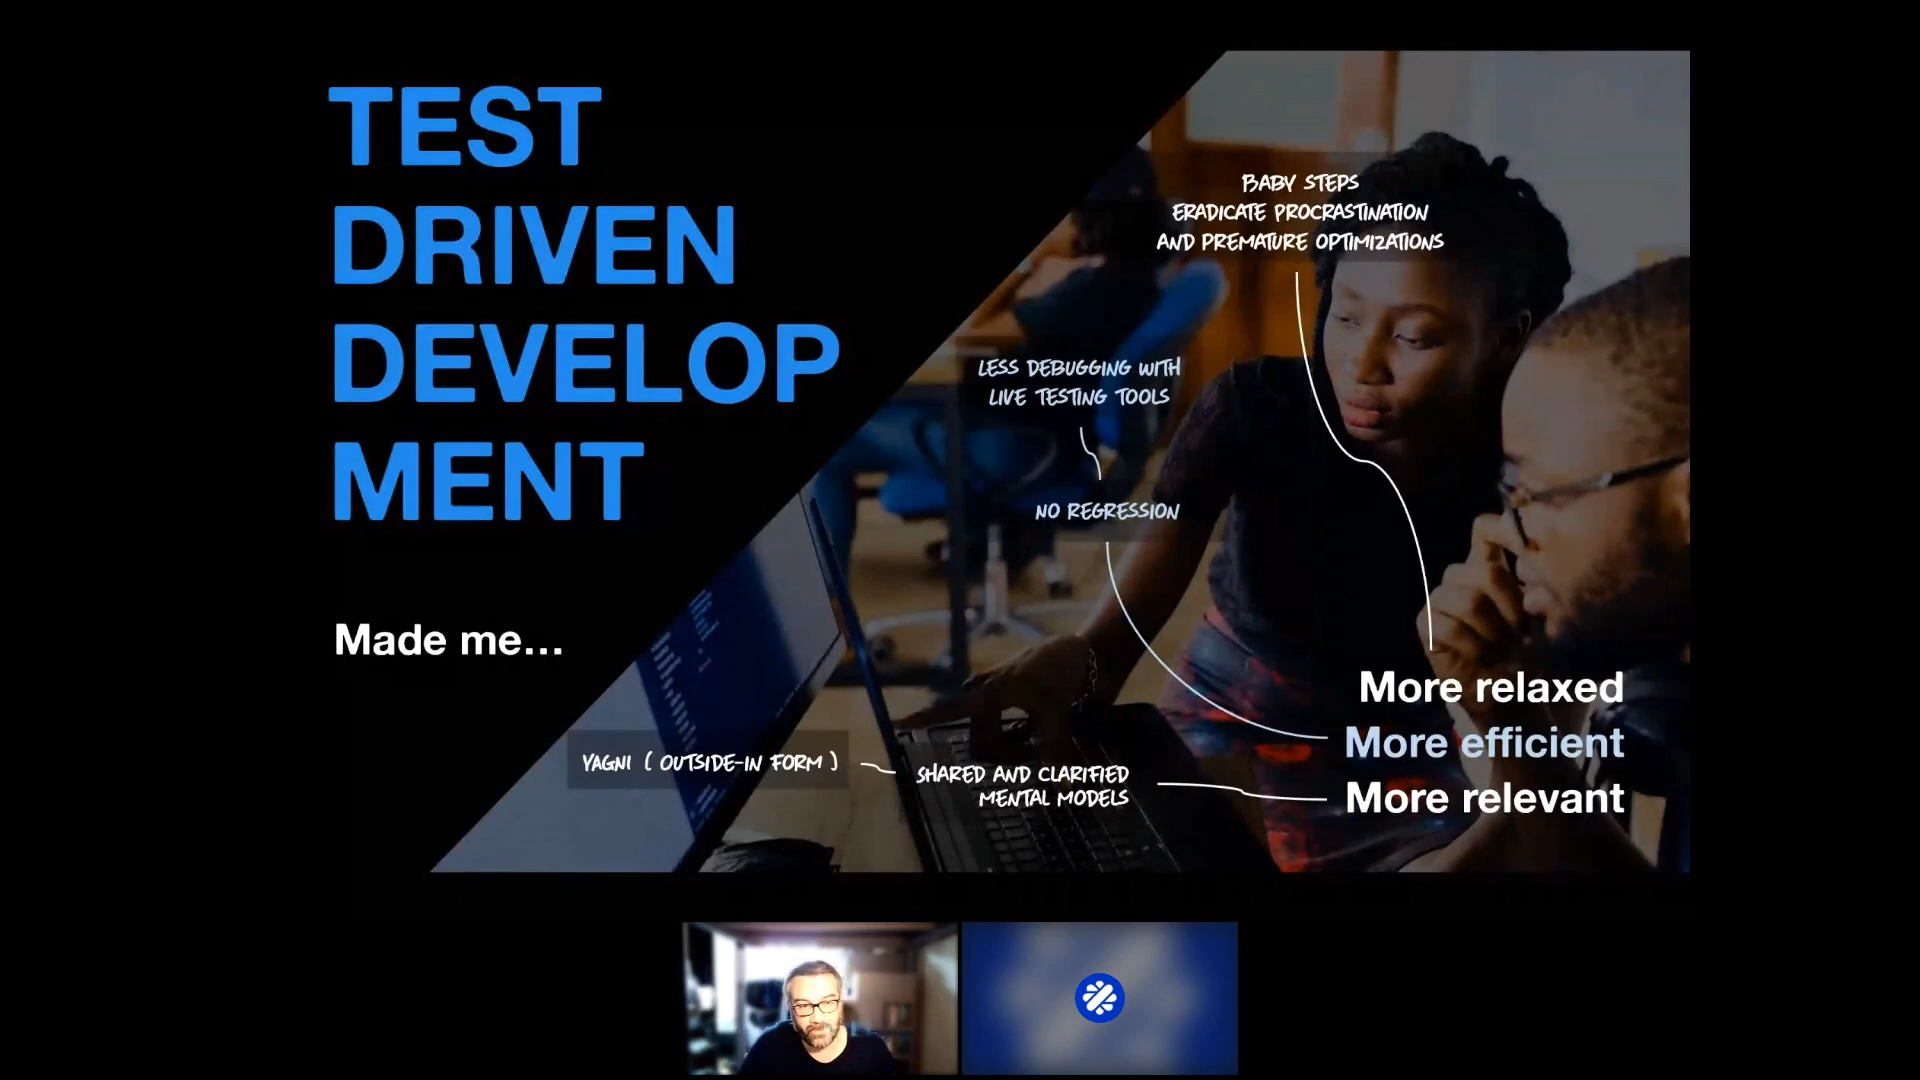 TEST
DRIVEN
DEVELOP
MENT
Made me...
BABY STEPS
ERADICATE PROCRASTINATION
AND PREMATURE OPTIMIZATIONS
LESS DEBUGGING WITH
LIVE TESTING TOOLS
NO REGRESSION
More relaxed
More efficient
More relevant
YAGNI ( OUTSIDE-IN FORM )
SHARED AND CLARIFIED
MENTAL MODELS